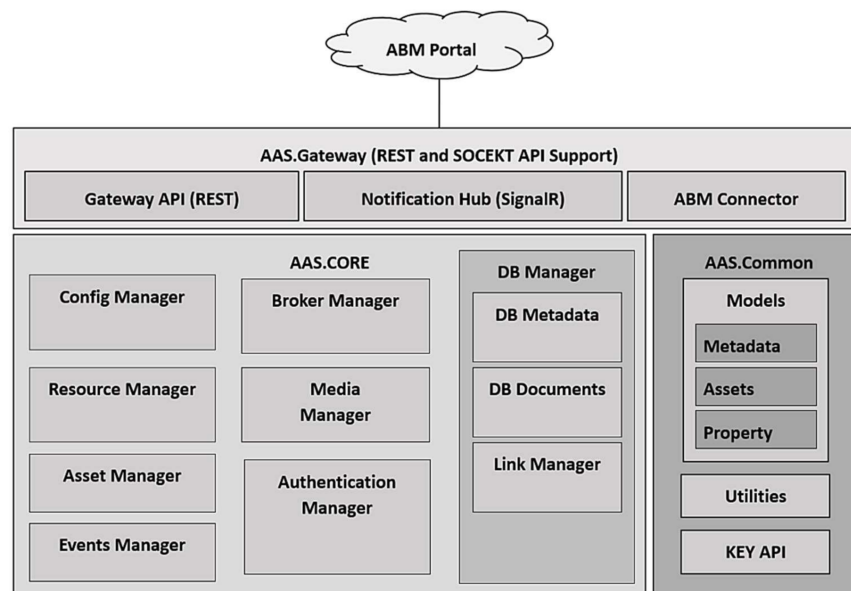 ABM Portal
AAS.Gateway (REST and SOCEKT API Support)
Gateway API (REST)
Notification Hub (SignalR)
ABM Connector
AAS.CORE
Config Manager
Resource Manager
Asset Manager
Events Manager
Broker Manager
Media
Manager
Authentication
Manager
DB Manager
DB Metadata
DB Documents
Link Manager
AAS.Common
Models
Metadata
Assets
Property
Utilities
KEY API